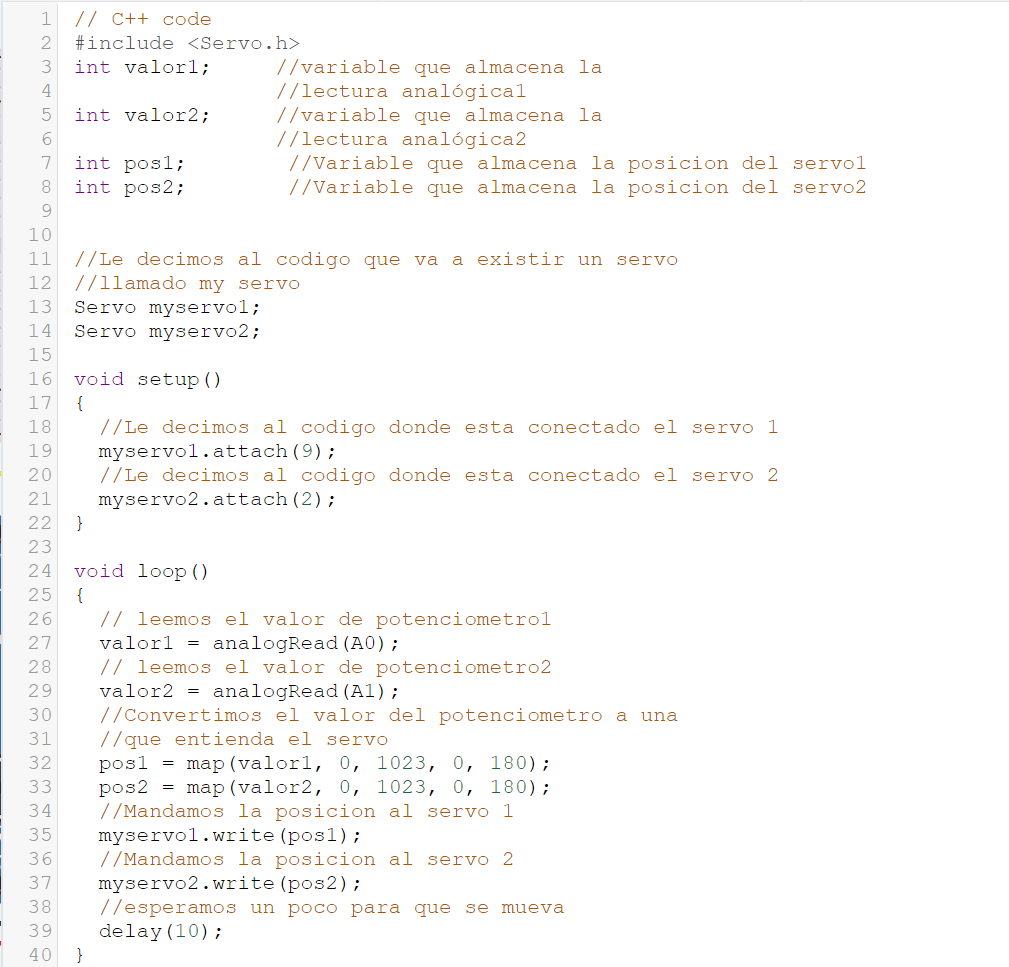 1 // C++ code
2 #include <Servo.h>
3 int valor1;      //variable que almacena la
4                 //lectura analógica1
5 int valor2;      //variable que almacena la
6                 //lectura analógica2
7 int pos1;        //Variable que almacena la posicion del servo1
8 int pos2;        //Variable que almacena la posicion del servo2
9
10
11 //Le decimos al codigo que va a existir un servo
12 //llamado my servo
13 Servo myservo1;
14 Servo myservo2;
15
16 void setup()
17 {
18   //Le decimos al codigo donde esta conectado el servo 1
19   myservo1.attach(9);
20   //Le decimos al codigo donde esta conectado el servo 2
21   myservo2.attach(2);
22 }
23
24 void loop()
25 {
26   // leemos el valor de potenciometro1
27   valor1 = analogRead(A0);
28   // leemos el valor de potenciometro2
29   valor2 = analogRead(A1);
30   //Convertimos el valor del potenciometro a una
31   //que entienda el servo
32   pos1 = map(valor1, 0, 1023, 0, 180);
33   pos2 = map(valor2, 0, 1023, 0, 180);
34   //Mandamos la posicion al servo 1
35   myservo1.write(pos1);
36   //Mandamos la posicion al servo 2
37   myservo2.write(pos2);
38   //esperamos un poco para que se mueva
39   delay(10);
40 }